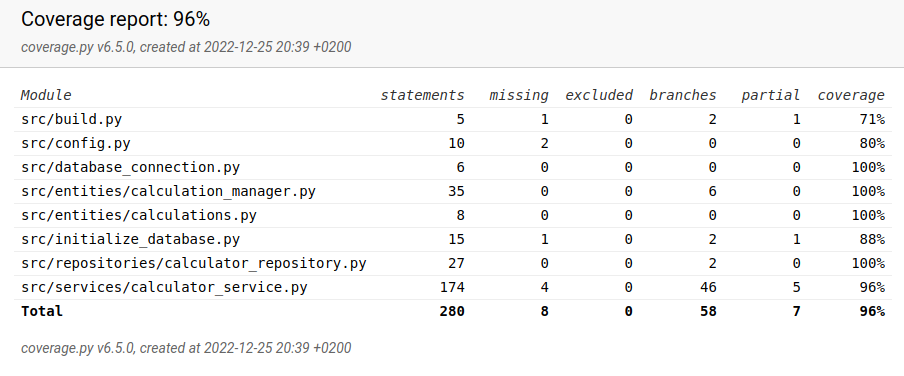 Coverage report: 96%
coverage.py v6.5.0, created at 2022-12-25 20:39 +0200
Module statements missing excluded branches partial coverage
src/build.py 5 1 0 2 1 71%
src/config.py 10 2 0 0 0 80%
src/database_connection.py 6 0 0 0 0 100%
src/entities/calculation_manager.py 35 0 0 6 0 100%
src/entities/calculations.py 8 0 0 0 0 100%
src/initialize_database.py 15 1 0 2 1 88%
src/repositories/calculator_repository.py 27 0 0 2 0 100%
src/services/calculator_service.py 174 4 0 46 5 96%
Total 280 8 0 58 7 96%
coverage.py v6.5.0, created at 2022-12-25 20:39 +0200